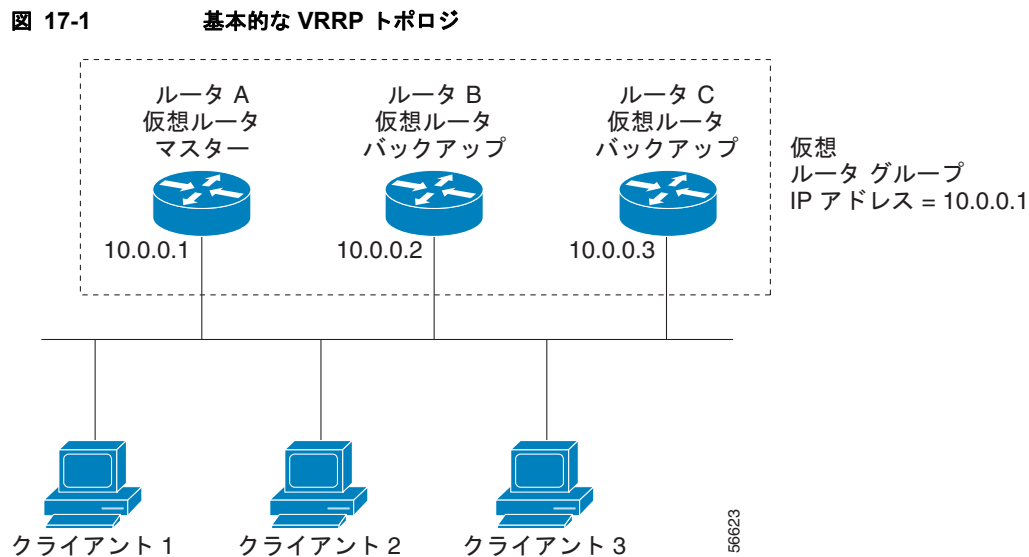 図 17-1 基本的な VRRP トポロジ
ルータ A
仮想ルータ
マスター
ルータ B
仮想ルータ
バックアップ
ルータ C
仮想ルータ
バックアップ
仮想
ルータ グループ
IP アドレス = 10.0.0.1
10.0.0.1
10.0.0.2
10.0.0.3
クライアント 1
クライアント 2
クライアント 3
56623